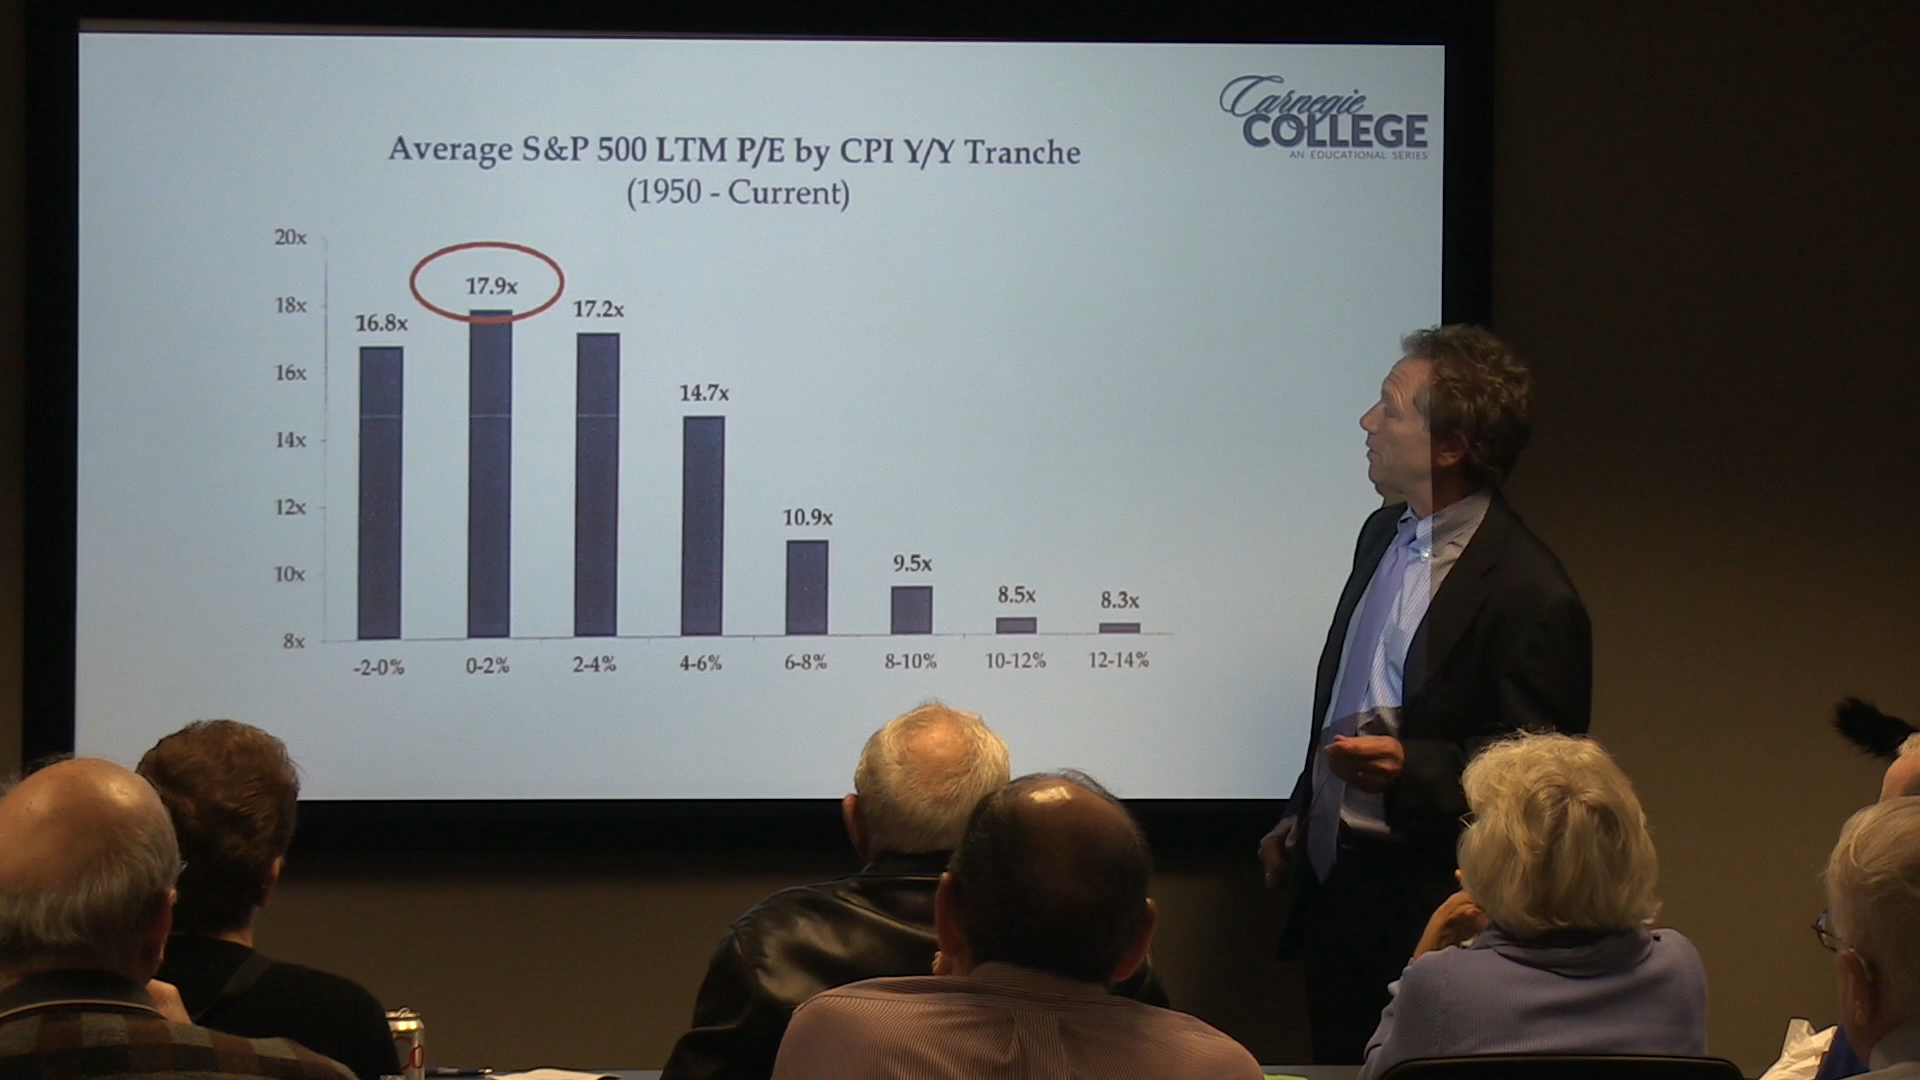 Carnegie
COLLEGE
AN EDUCATIONAL SERIES
Average S&P 500 LTM P/E by CPI Y/Y Tranche
(1950 - Current)
20x
18x
16x
14x
12x
10x
8x
16.8x
17.9x
17.2x
14.7x
10.9x
9.5x
8.5x
8.3x
-2-0%
0-2%
2-4%
4-6%
6-8%
8-10%
10-12%
12-14%